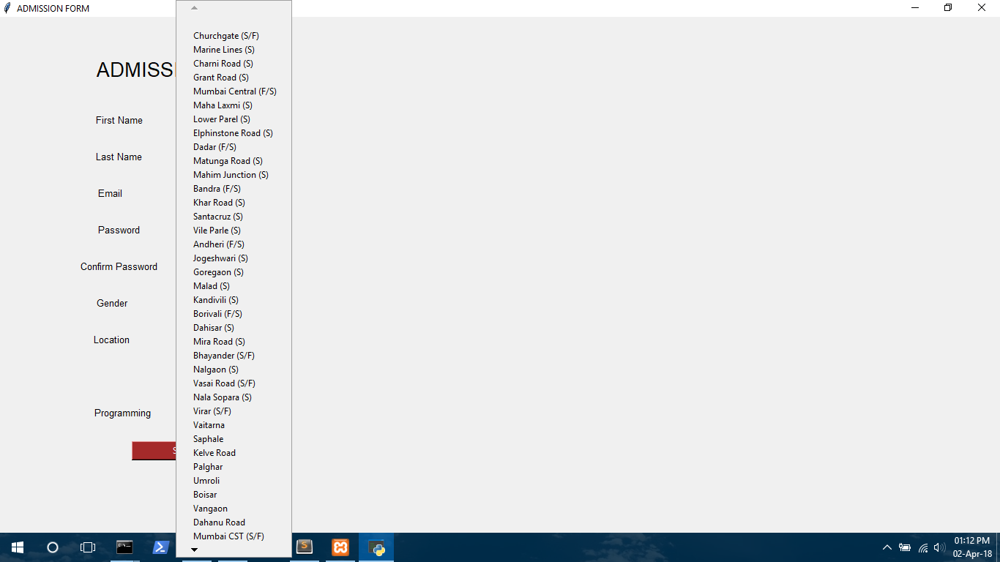 ADMISSION FORM
ADMISSI
First Name
Last Name
Email
Password
Confirm Password
Gender
Location
Programming
S
Churchgate (S/F)
Marine Lines (S)
Charni Road (S)
Grant Road (S)
Mumbai Central (F/S)
Maha Laxmi (S)
Lower Parel (S)
Elphinstone Road (S)
Dadar (F/S)
Matunga Road (S)
Mahim Junction (S)
Bandra (F/S)
Khar Road (S)
Santacruz (S)
Vile Parle (S)
Andheri (F/S)
Jogeshwari (S)
Goregaon (S)
Malad (S)
Kandivili (S)
Borivali (F/S)
Dahisar (S)
Mira Road (S)
Bhayander (S/F)
Nalgaon (S)
Vasai Road (S/F)
Nala Sopara (S)
Virar (S/F)
Vaitarna
Saphale
Kelve Road
Palghar
Umroli
Boisar
Vangaon
Dahanu Road
Mumbai CST (S/F)
01:12 PM
02-Apr-18